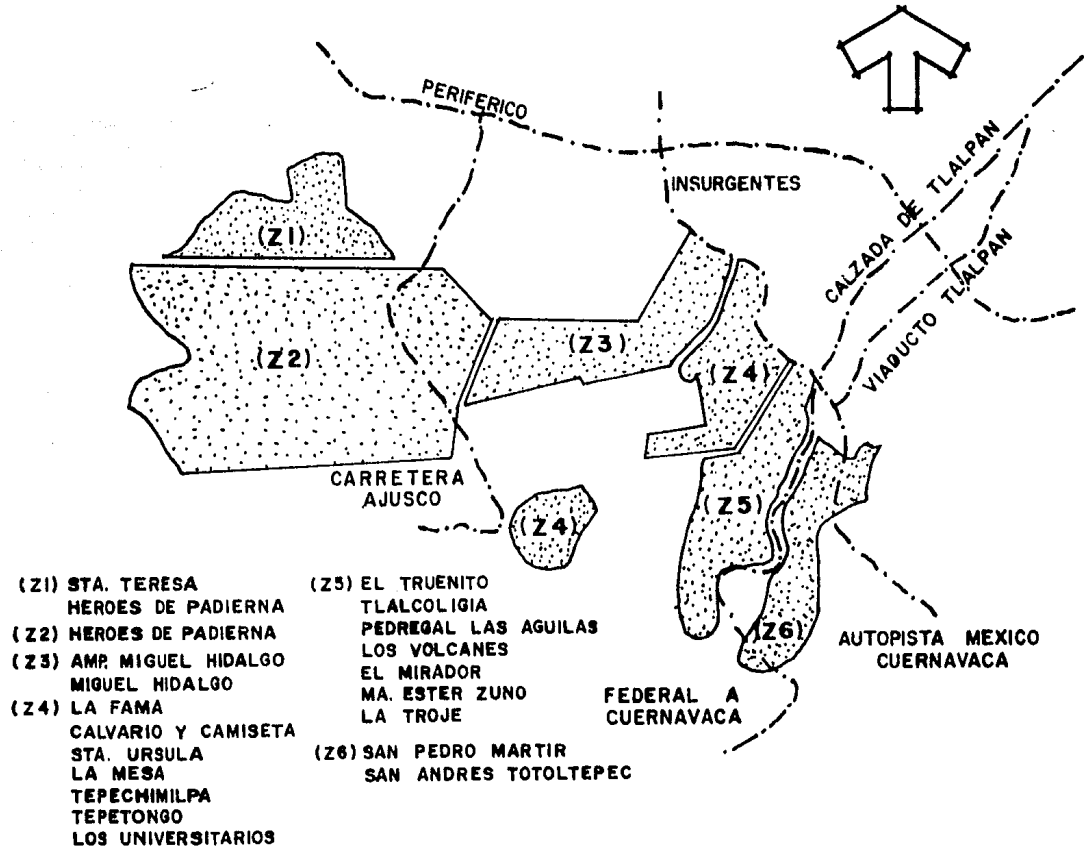 PERIFERICO
INSURGENTES
CALZADA DE TLALPAN
VIADUCTO TLALPAN
(Z1)
(Z2)
(Z3)
(Z4)
CARRETERA
AJUSCO
(Z4)
(Z5)
(Z6)
AUTOPISTA MEXICO
CUERNAVACA
FEDERAL A
CUERNAVACA
(Z1) STA. TERESA
HEROES DE PADIERNA
(Z2) HEROES DE PADIERNA
(Z3) AMP. MIGUEL HIDALGO
MIGUEL HIDALGO
(Z4) LA FAMA
CALVARIO Y CAMISETA
STA. URSULA
LA MESA
TEPECHIMILPA
TEPETONGO
LOS UNIVERSITARIOS
(Z5) EL TRUENITO
TLALCOLIGIA
PEDREGAL LAS AGUILAS
LOS VOLCANES
EL MIRADOR
MA. ESTER ZUNO
LA TROJE
(Z6) SAN PEDRO MARTIR
SAN ANDRES TOTOLTEPEC